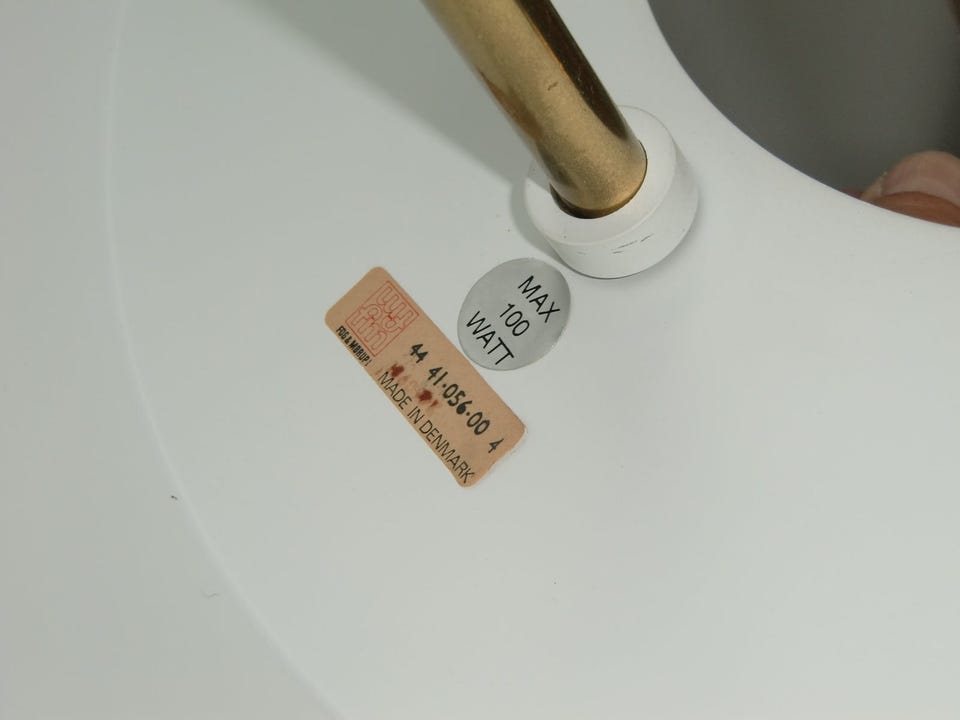 FOG & MØRUP
44 41·056·00 4
MADE IN DENMARK
MAX
100
WATT